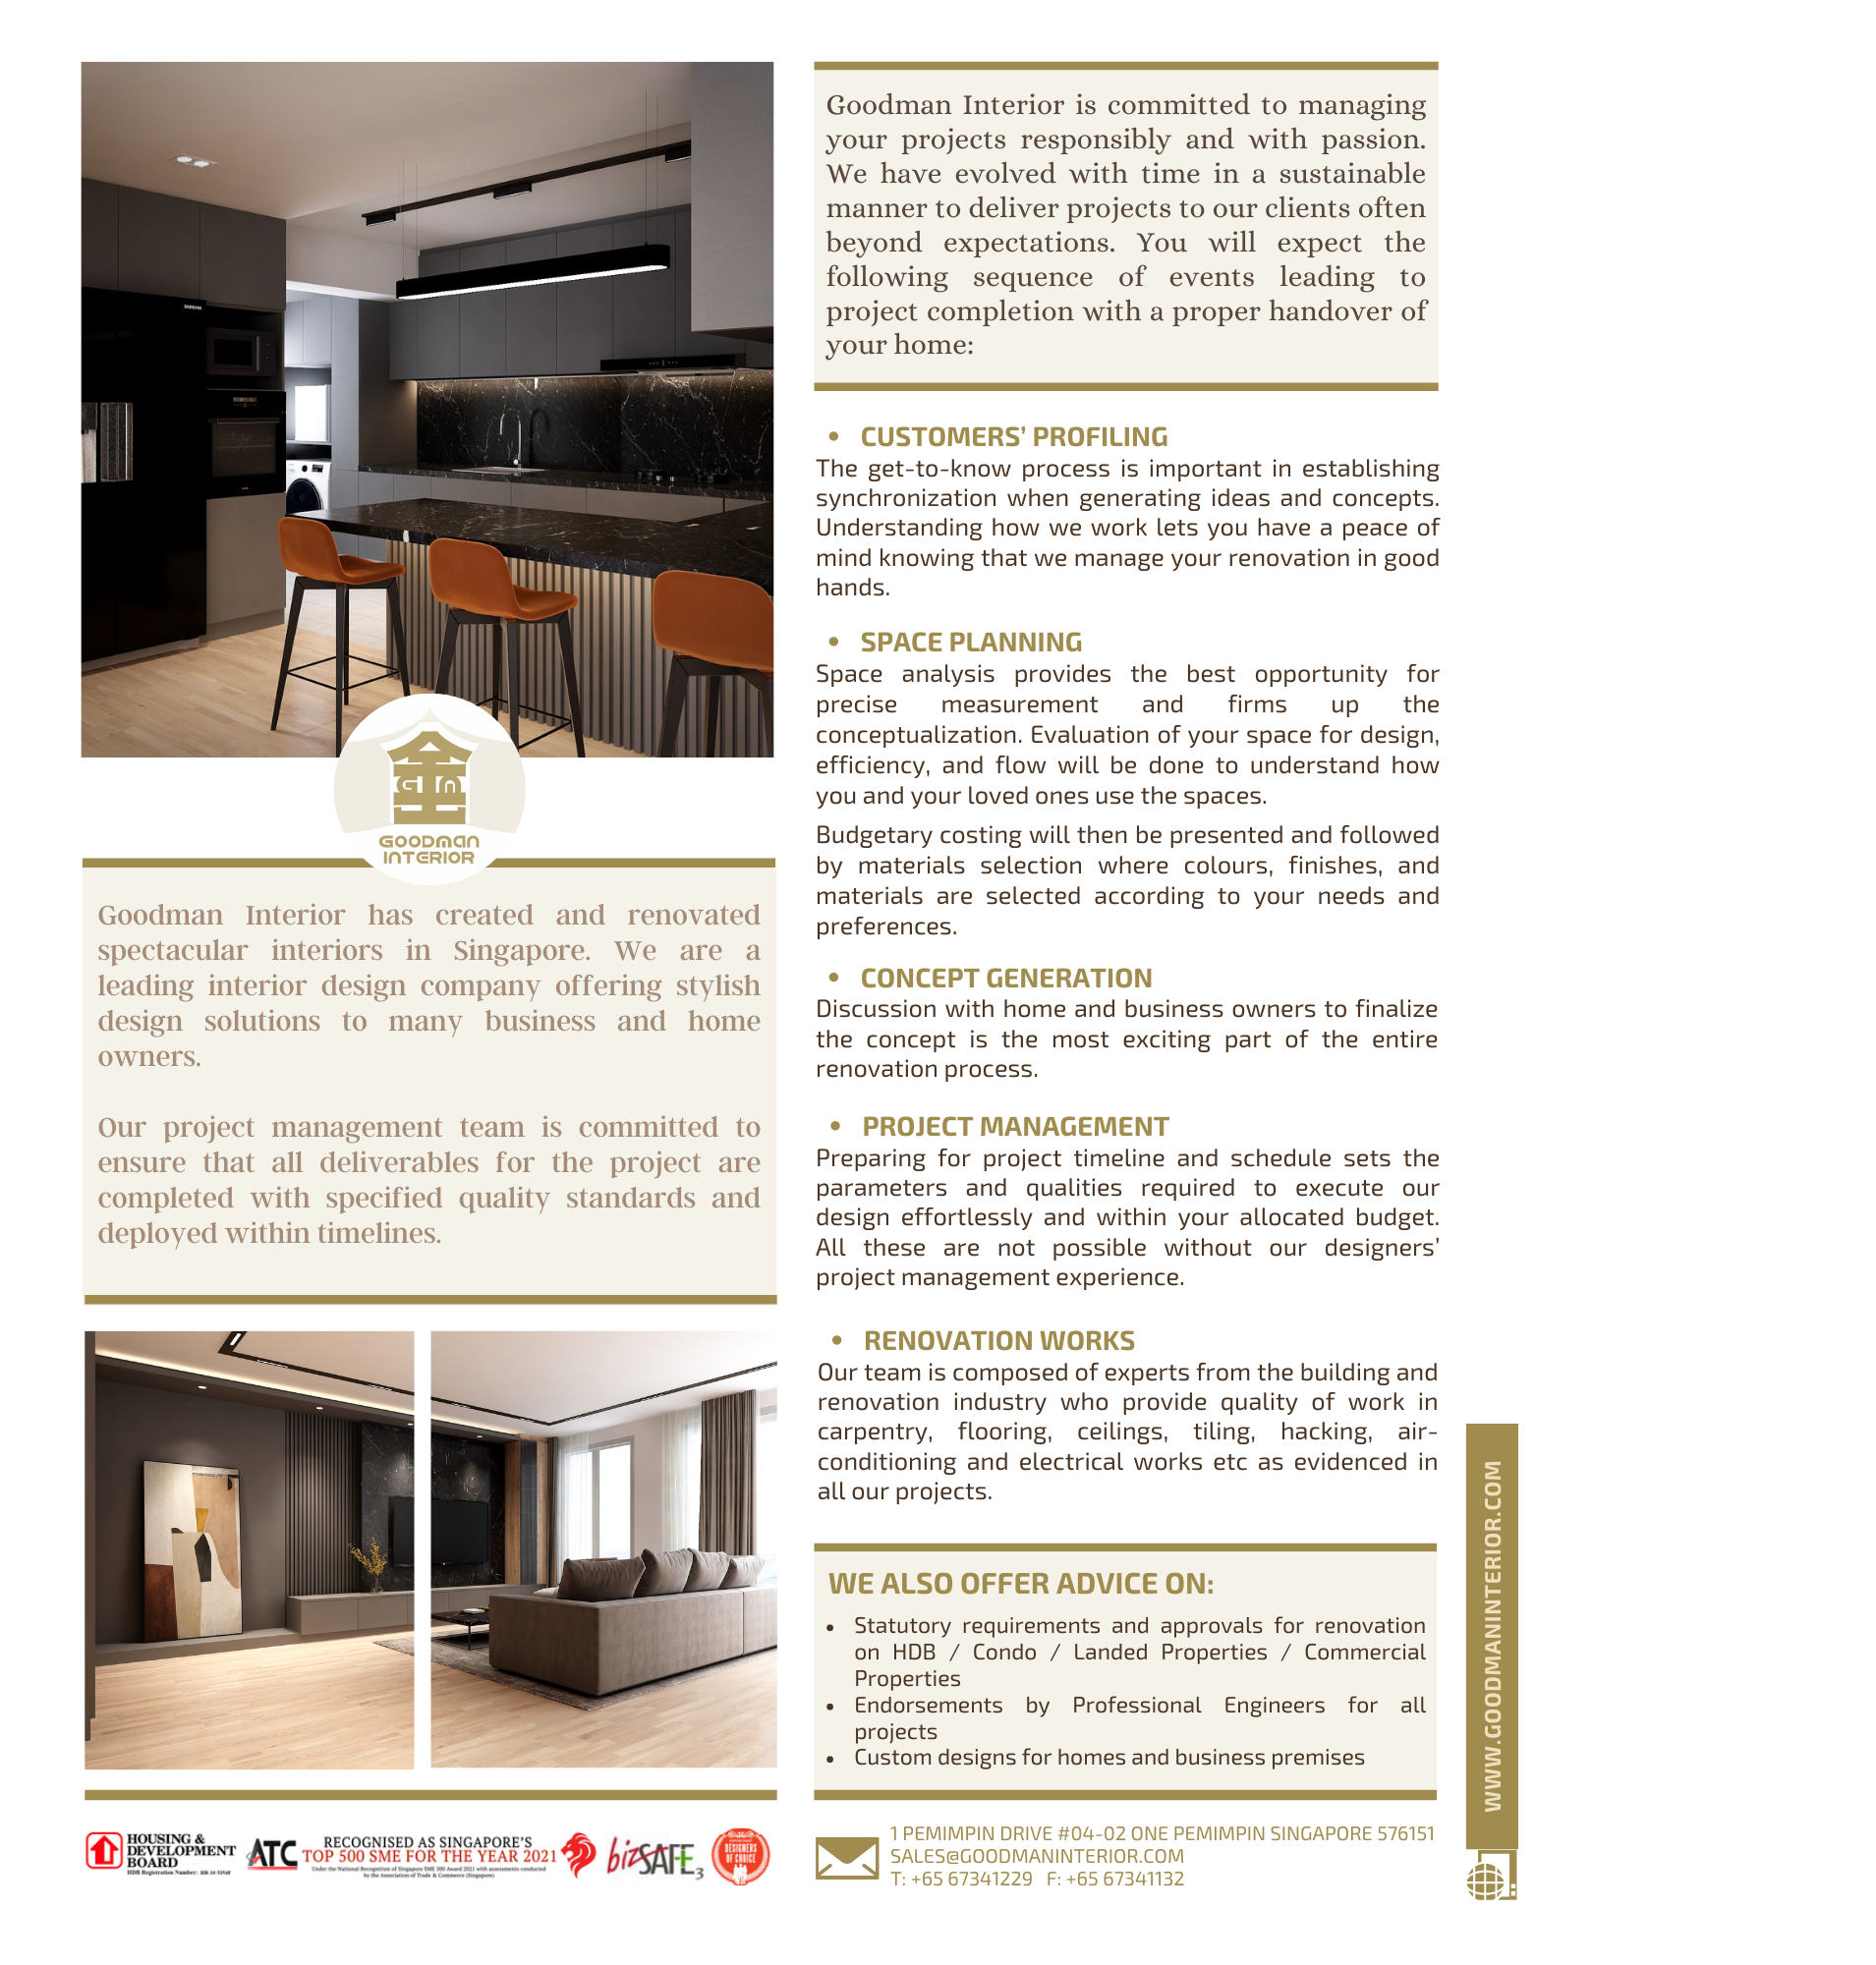 SAMSUNG
GM
GOODMAN
INTERIOR
Goodman Interior has created and renovated
spectacular interiors in Singapore. We are a
leading interior design company offering stylish
design solutions to many business and home
owners.
Our project management team is committed to
ensure that all deliverables for the project are
completed with specified quality standards and
deployed within timelines.
HOUSING &
DEVELOPMENT
BOARD
HDB Registration Number:
ATC
RECOGNISED AS SINGAPORE'S
TOP 500 SME FOR THE YEAR 2021
Under the National Recognition of Singapore SME 500 Award 2021 with assessments conducted
by the Association of Trade & Commerce (Singapore)
bizSAFE3
DESIGNERS
OF CHOICE
Goodman Interior is committed to managing
your projects responsibly and with passion.
We have evolved with time in a sustainable
manner to deliver projects to our clients often
beyond expectations. You will expect the
following sequence of events leading to
project completion with a proper handover of
your home:
• CUSTOMERS’ PROFILING
The get-to-know process is important in establishing
synchronization when generating ideas and concepts.
Understanding how we work lets you have a peace of
mind knowing that we manage your renovation in good
hands.
• SPACE PLANNING
Space analysis provides the best opportunity for
precise measurement and firms up the
conceptualization. Evaluation of your space for design,
efficiency, and flow will be done to understand how
you and your loved ones use the spaces.
Budgetary costing will then be presented and followed
by materials selection where colours, finishes, and
materials are selected according to your needs and
preferences.
• CONCEPT GENERATION
Discussion with home and business owners to finalize
the concept is the most exciting part of the entire
renovation process.
• PROJECT MANAGEMENT
Preparing for project timeline and schedule sets the
parameters and qualities required to execute our
design effortlessly and within your allocated budget.
All these are not possible without our designers’
project management experience.
• RENOVATION WORKS
Our team is composed of experts from the building and
renovation industry who provide quality of work in
carpentry, flooring, ceilings, tiling, hacking, air-
conditioning and electrical works etc as evidenced in
all our projects.
WE ALSO OFFER ADVICE ON:
• Statutory requirements and approvals for renovation
on HDB / Condo / Landed Properties / Commercial
Properties
• Endorsements by Professional Engineers for all
projects
• Custom designs for homes and business premises
1 PEMIMPIN DRIVE #04-02 ONE PEMIMPIN SINGAPORE 576151
SALES@GOODMANINTERIOR.COM
T: +65 67341229 F: +65 67341132
WWW.GOODMANINTERIOR.COM